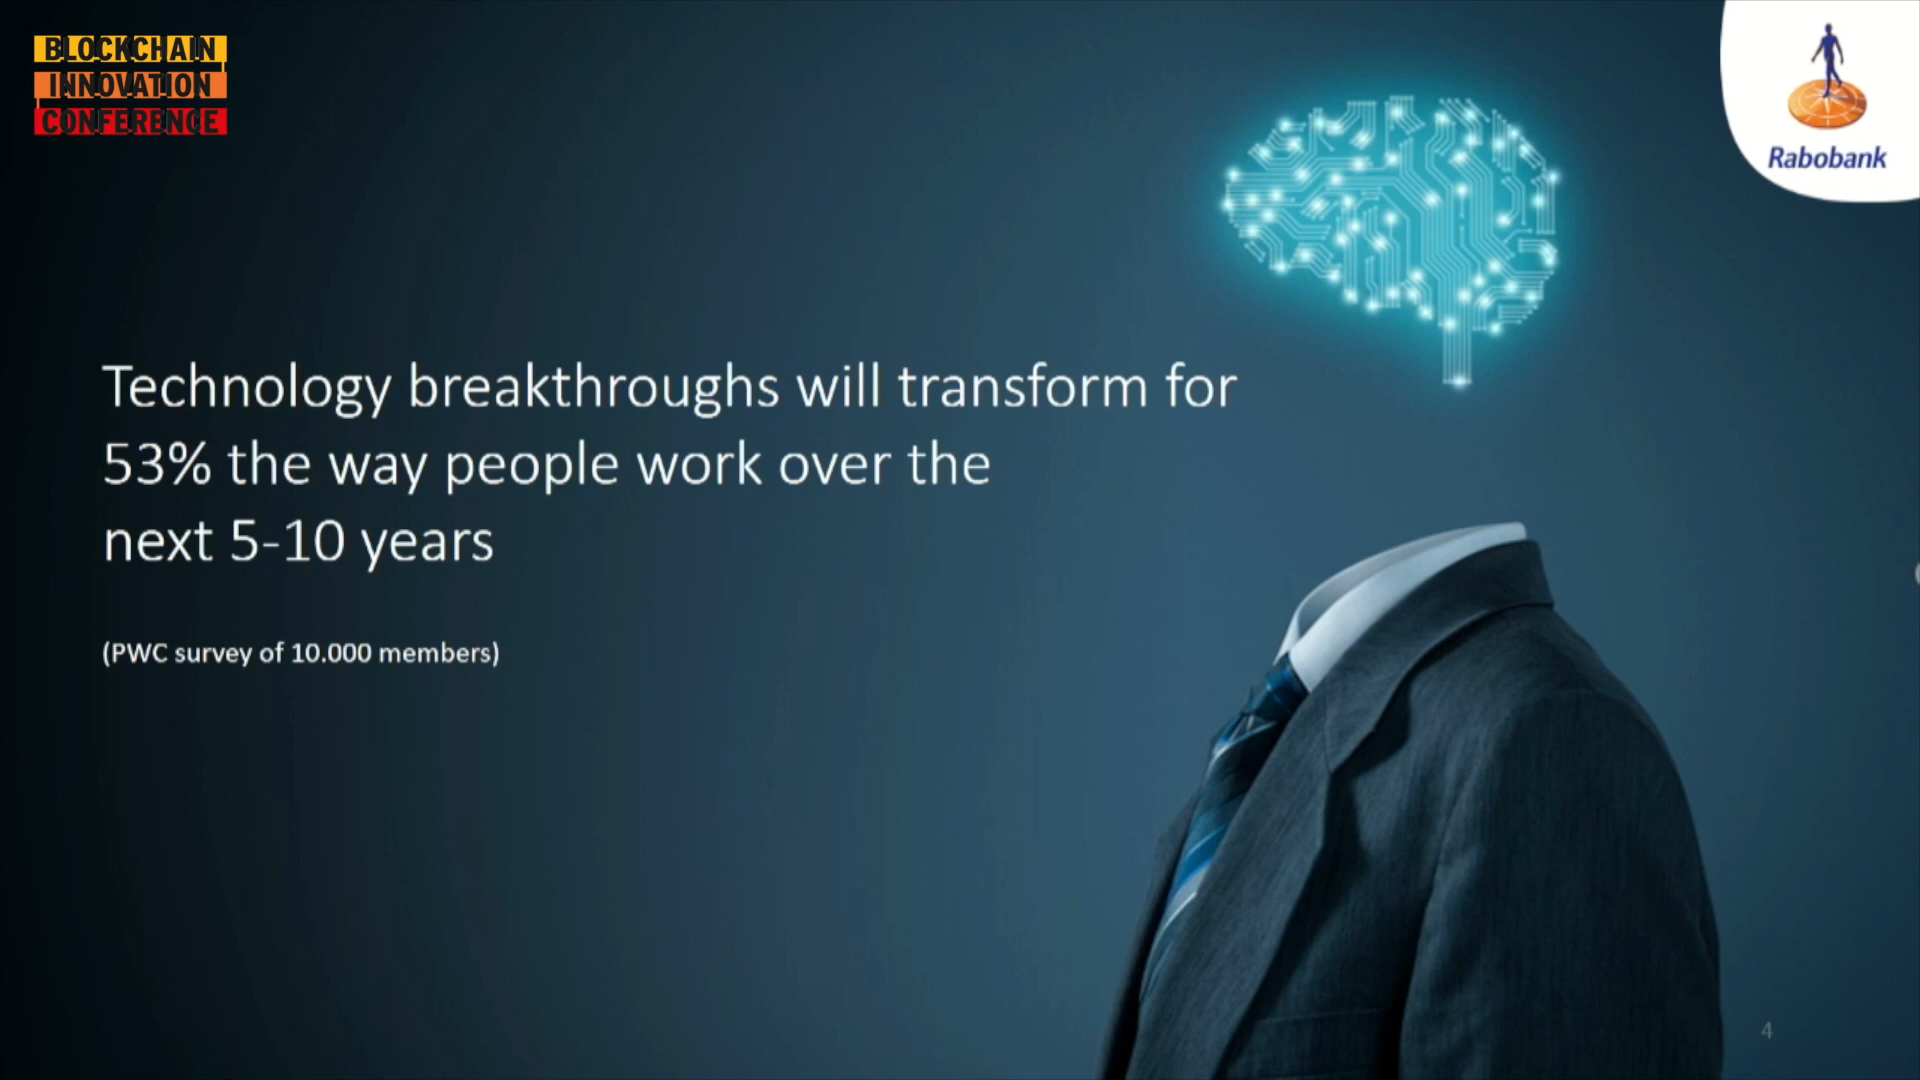 BLOCKCHAIN
INNOVATION
CONFERENCE
Rabobank
Technology breakthroughs will transform for
53% the way people work over the
next 5-10 years
(PWC survey of 10.000 members)
4